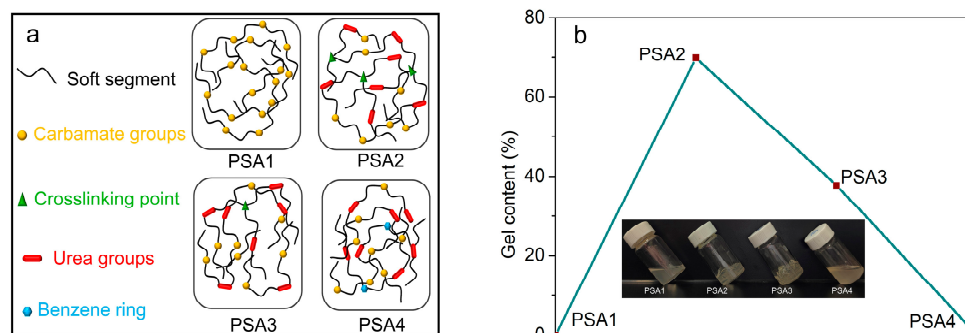 a
Soft segment
Carbamate groups
Crosslinking point
Urea groups
Benzene ring
PSA1
PSA2
PSA3
PSA4
b
Gel content (%)
80
60
40
20
0
PSA2
PSA3
PSA1
PSA4
PSA1
PSA2
PSA3
PSA4